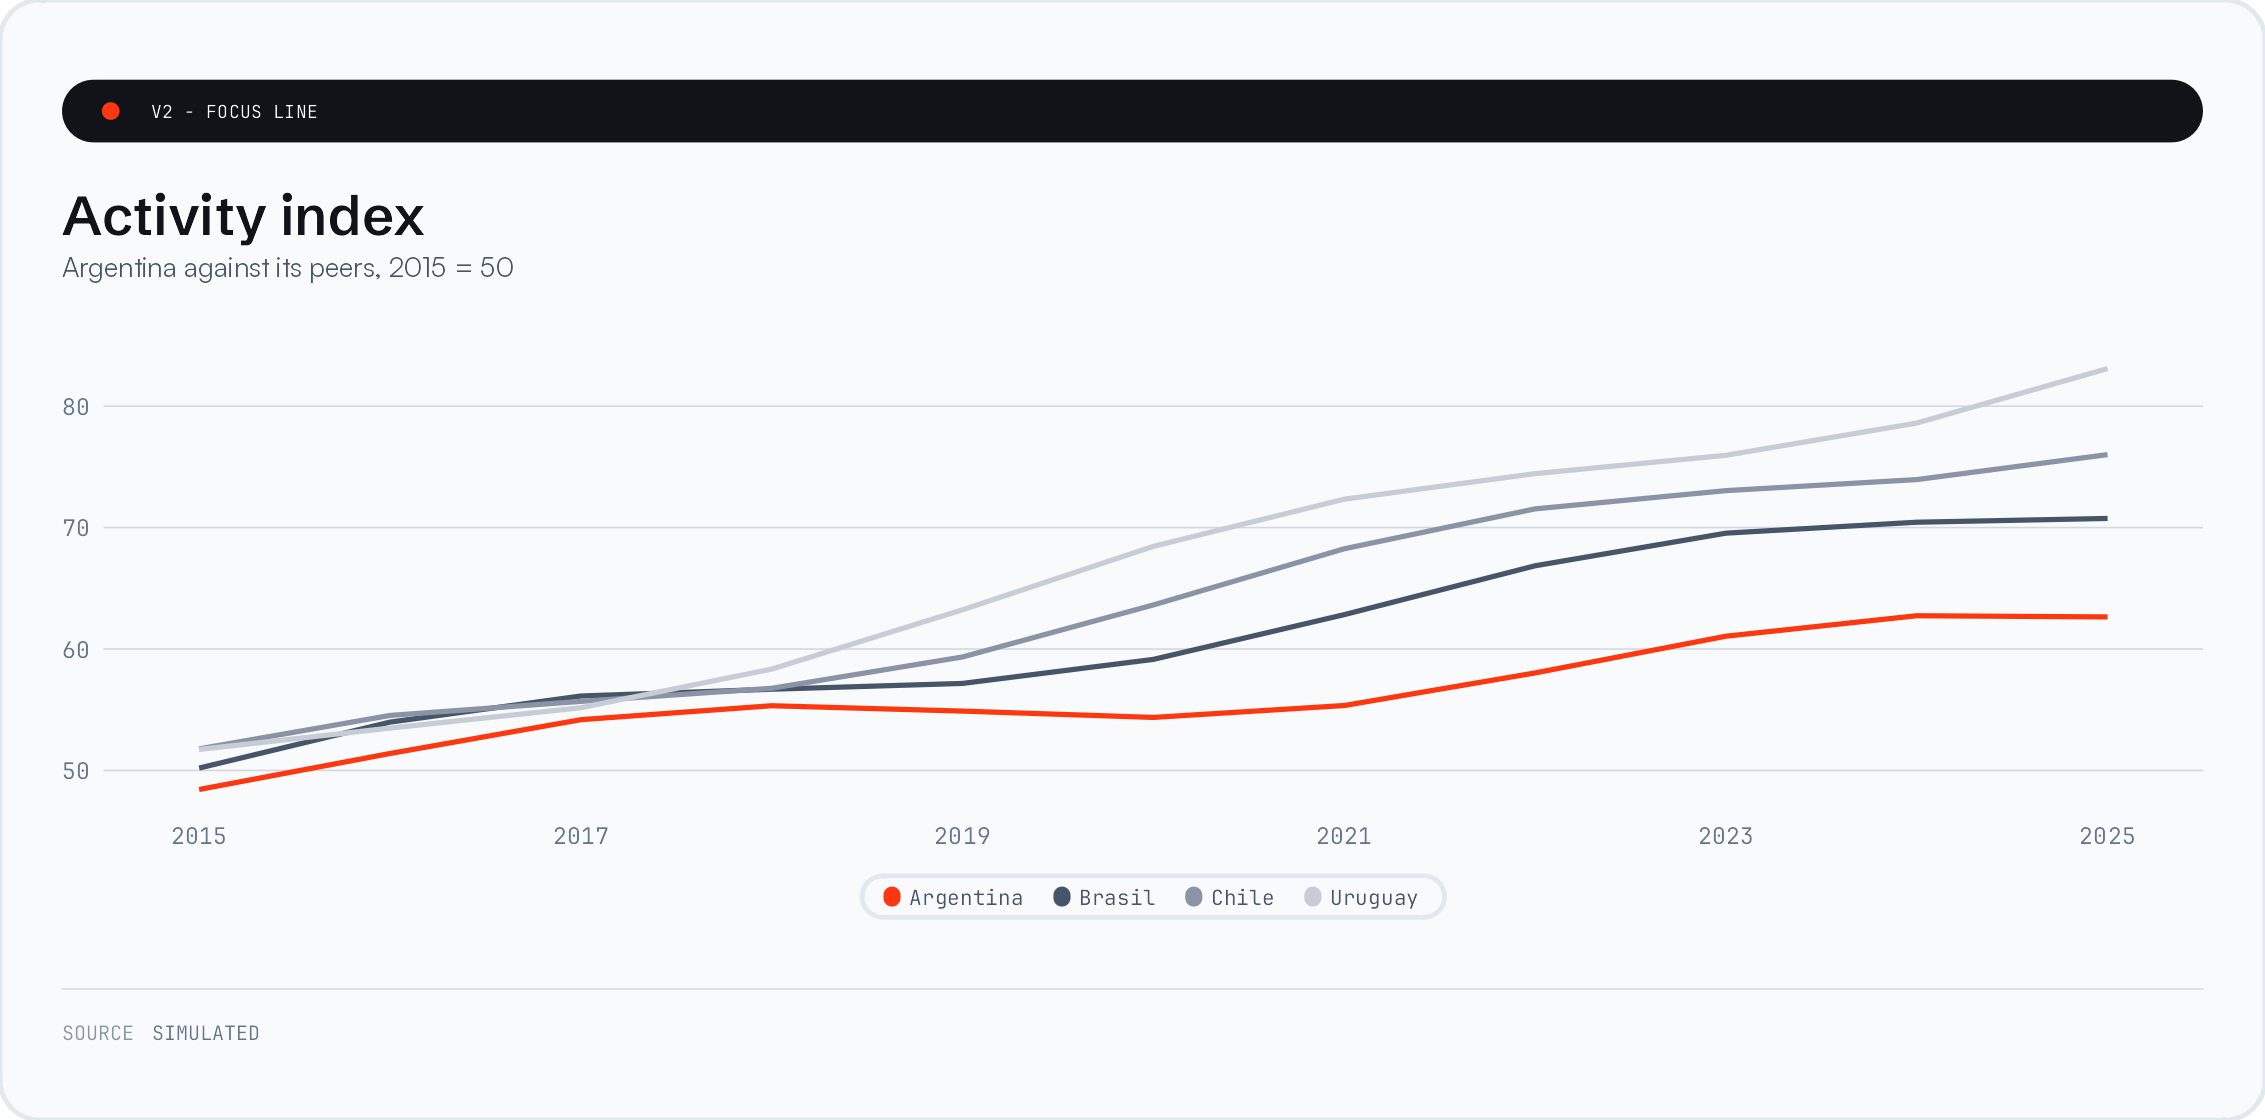 V2 - FOCUS LINE
Activity index
Argentina against its peers, 2015 = 50
80
70
60
50
2015 2017 2019 2021 2023 2025
Argentina Brasil Chile Uruguay
SOURCE SIMULATED